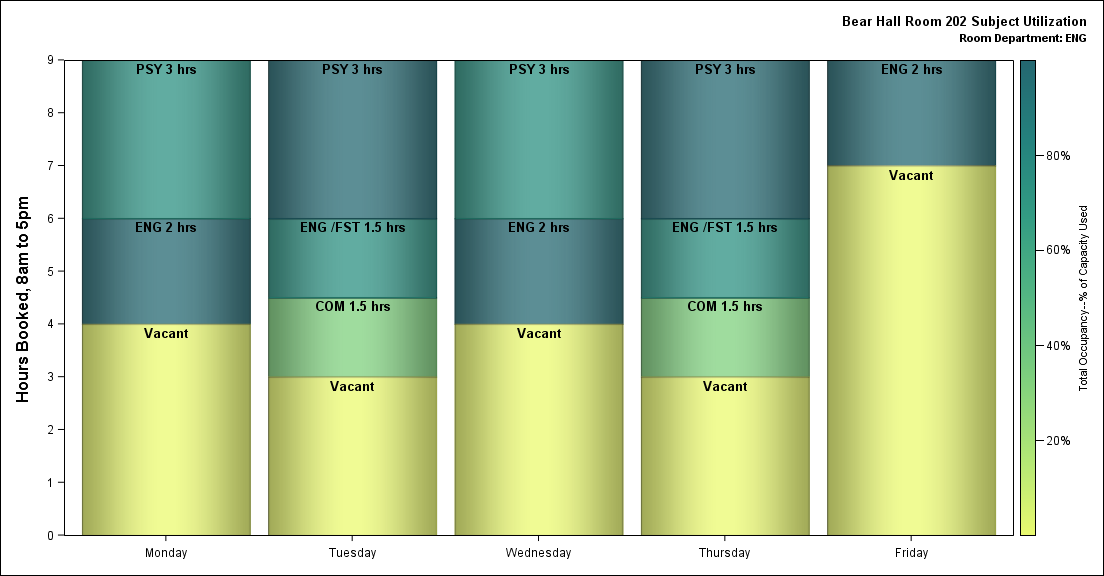 Bear Hall Room 202 Subject Utilization
Room Department: ENG
Hours Booked, 8am to 5pm
9
8
7
6
5
4
3
2
1
0
PSY 3 hrs
ENG 2 hrs
Vacant
PSY 3 hrs
ENG /FST 1.5 hrs
COM 1.5 hrs
Vacant
PSY 3 hrs
ENG 2 hrs
Vacant
PSY 3 hrs
ENG /FST 1.5 hrs
COM 1.5 hrs
Vacant
ENG 2 hrs
Vacant
Monday
Tuesday
Wednesday
Thursday
Friday
80%
60%
40%
20%
Total Occupancy--% of Capacity Used